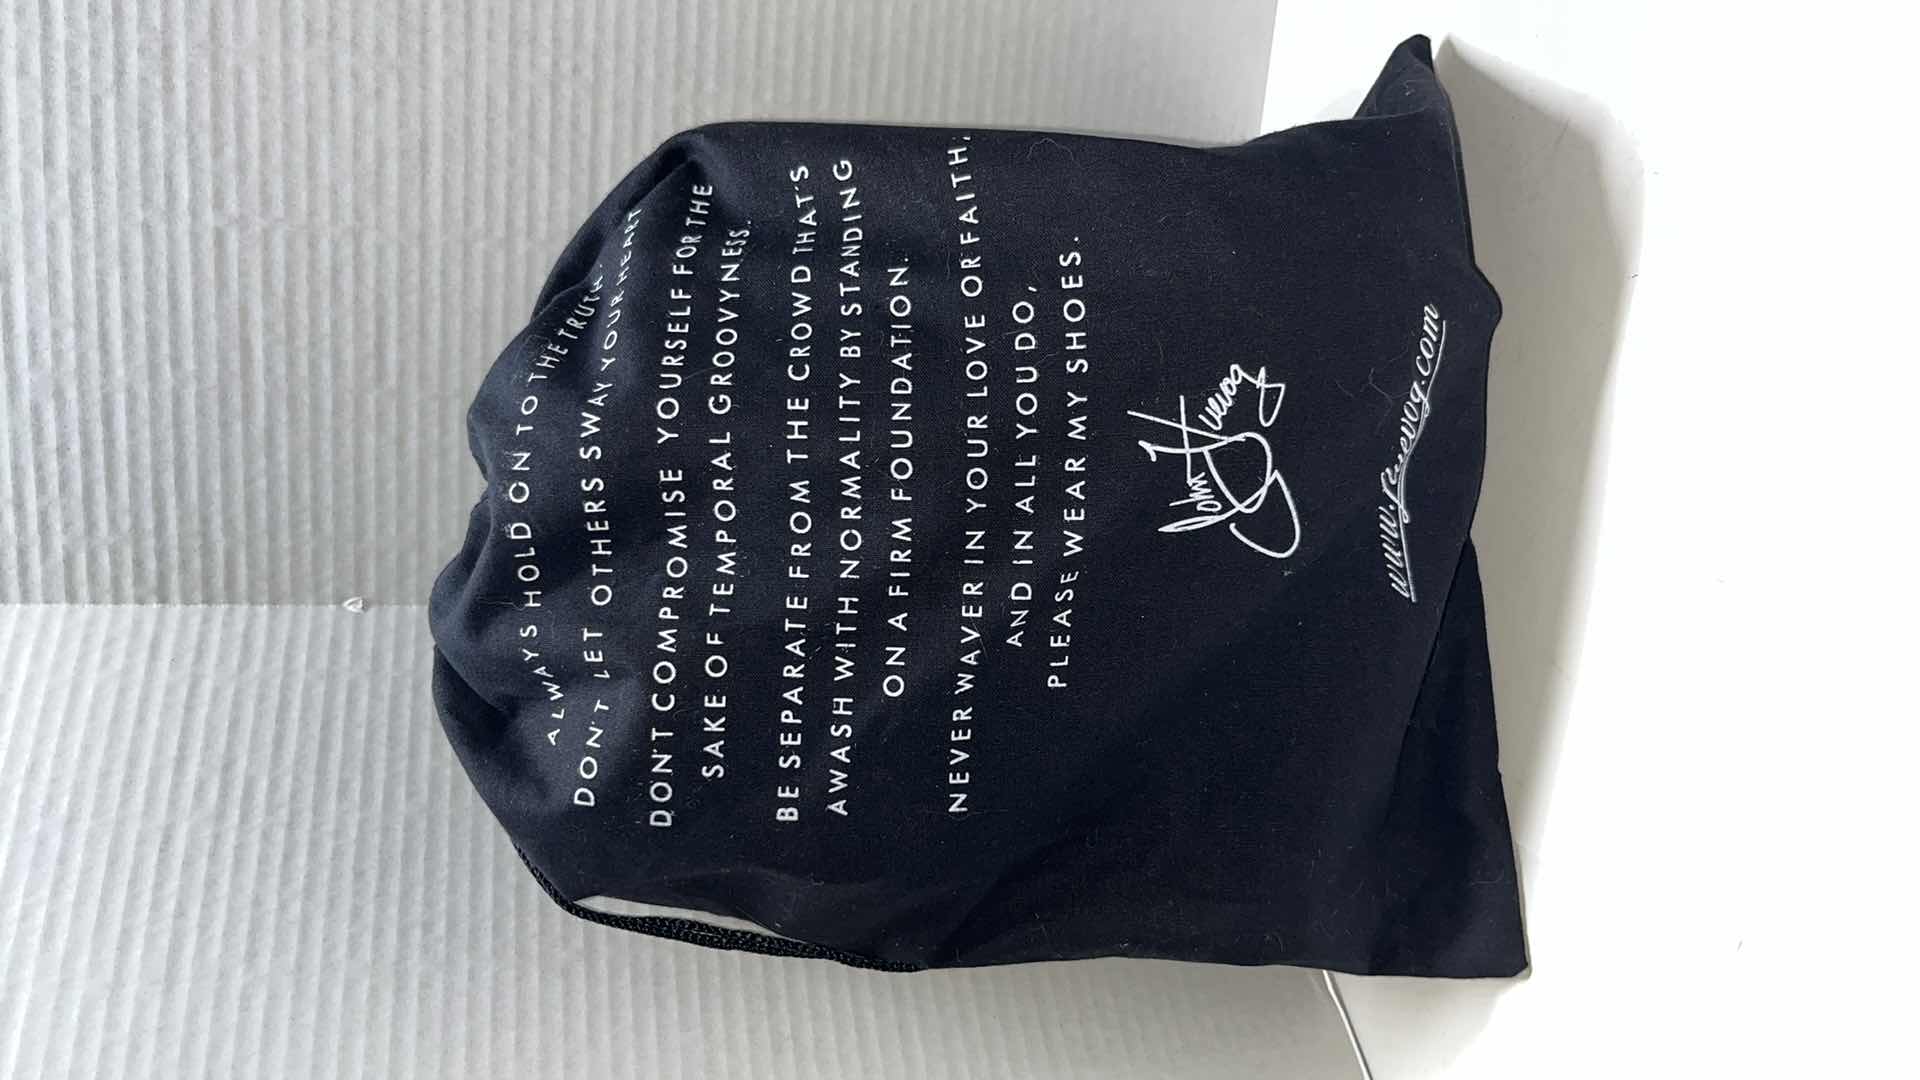 ALWAYS HOLD ON TO THE TRUTH.
DON'T LET OTHERS SWAY YOUR HEART
DON'T COMPROMISE YOURSELF FOR THE
SAKE OF TEMPORAL GROOVYNESS.
BE SEPARATE FROM THE CROWD THAT'S
AWASH WITH NORMALITY BY STANDING
ON A FIRM FOUNDATION.
NEVER WAVER IN YOUR LOVE OR FAITH,
AND IN ALL YOU DO,
PLEASE WEAR MY SHOES.
John Fluevog
www.fluevog.com